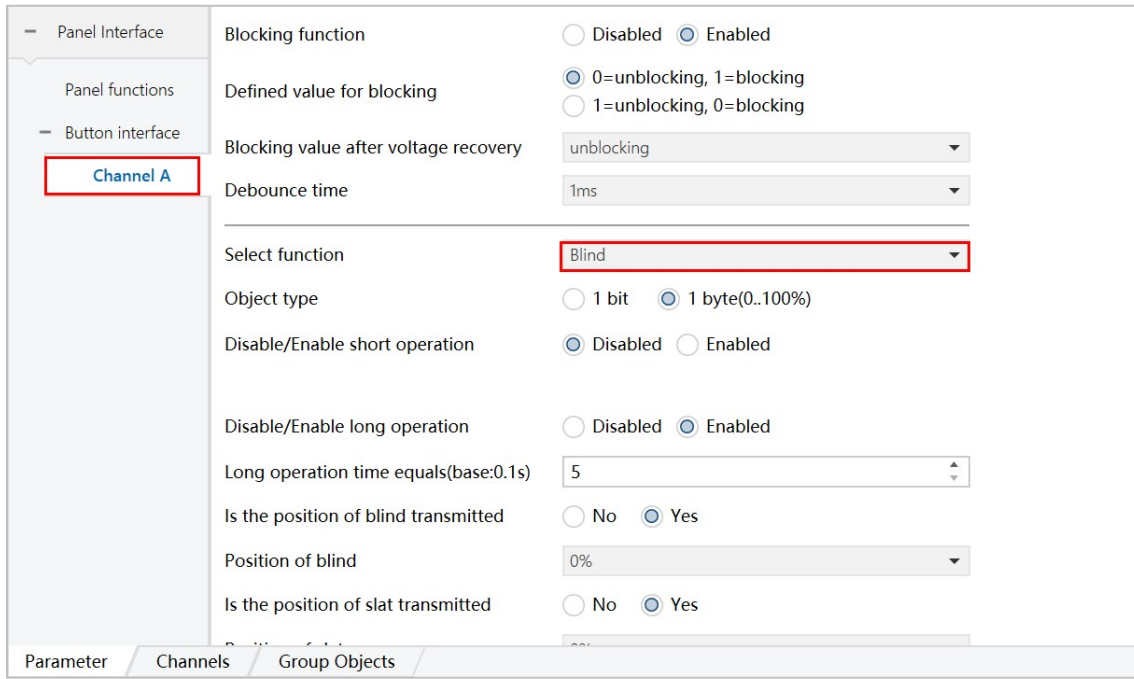 Panel Interface
Panel functions
Button interface
Channel A
Blocking function Disabled Enabled
Defined value for blocking 0=unblocking, 1=blocking
1=unblocking, 0=blocking
Blocking value after voltage recovery unblocking
Debounce time 1ms
Select function Blind
Object type 1 bit 1 byte(0..100%)
Disable/Enable short operation Disabled Enabled
Disable/Enable long operation Disabled Enabled
Long operation time equals(base:0.1s) 5
Is the position of blind transmitted No Yes
Position of blind 0%
Is the position of slat transmitted No Yes
Parameter Channels Group Objects